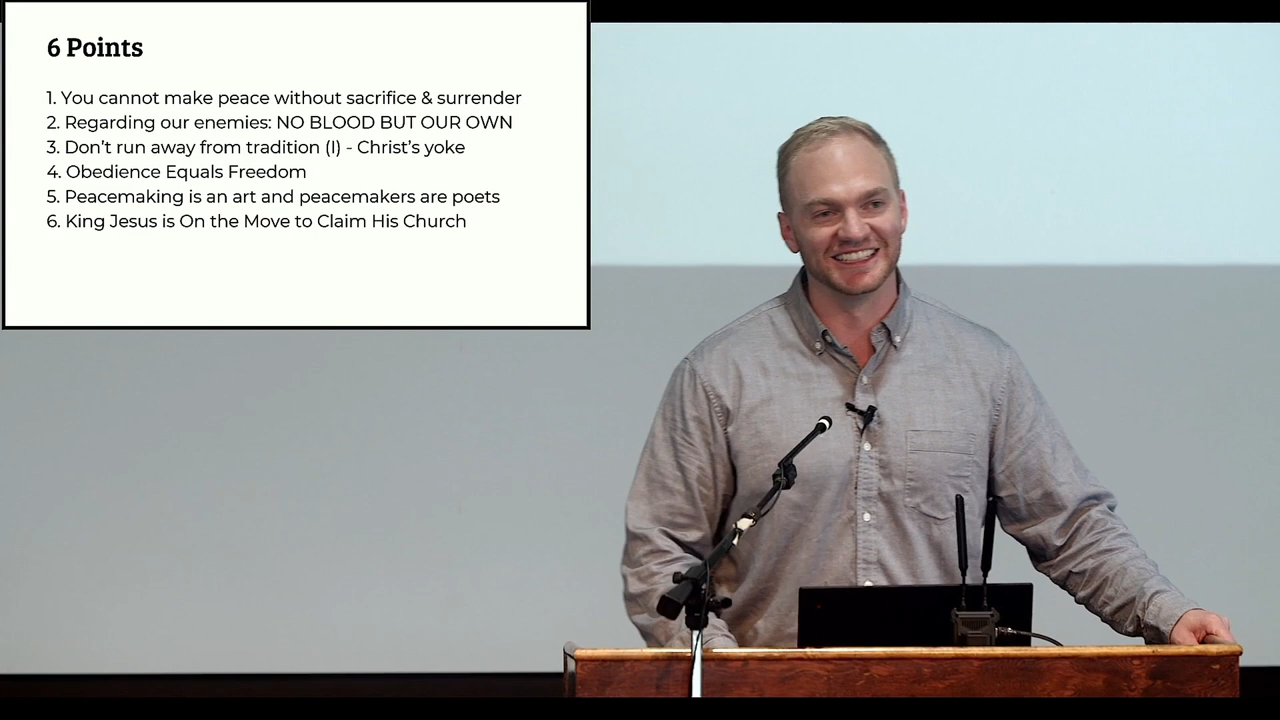 6 Points
1. You cannot make peace without sacrifice & surrender
2. Regarding our enemies: NO BLOOD BUT OUR OWN
3. Don't run away from tradition (I) - Christ's yoke
4. Obedience Equals Freedom
5. Peacemaking is an art and peacemakers are poets
6. King Jesus is On the Move to Claim His Church